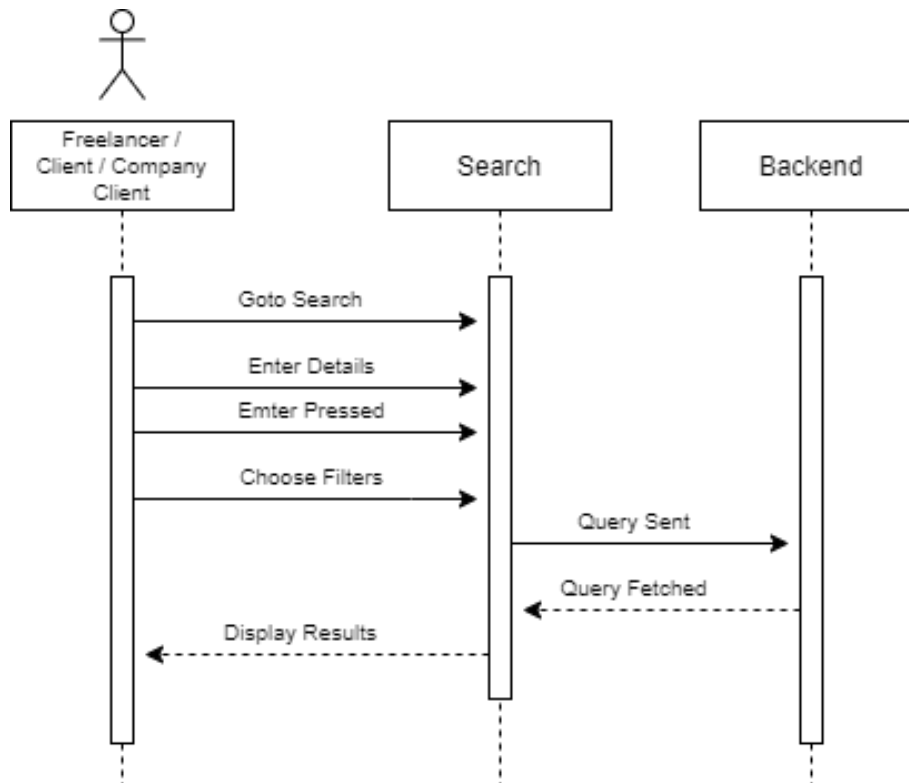 Freelancer /
Client / Company
Client
Search
Backend
Goto Search
Enter Details
Emter Pressed
Choose Filters
Query Sent
Query Fetched
Display Results